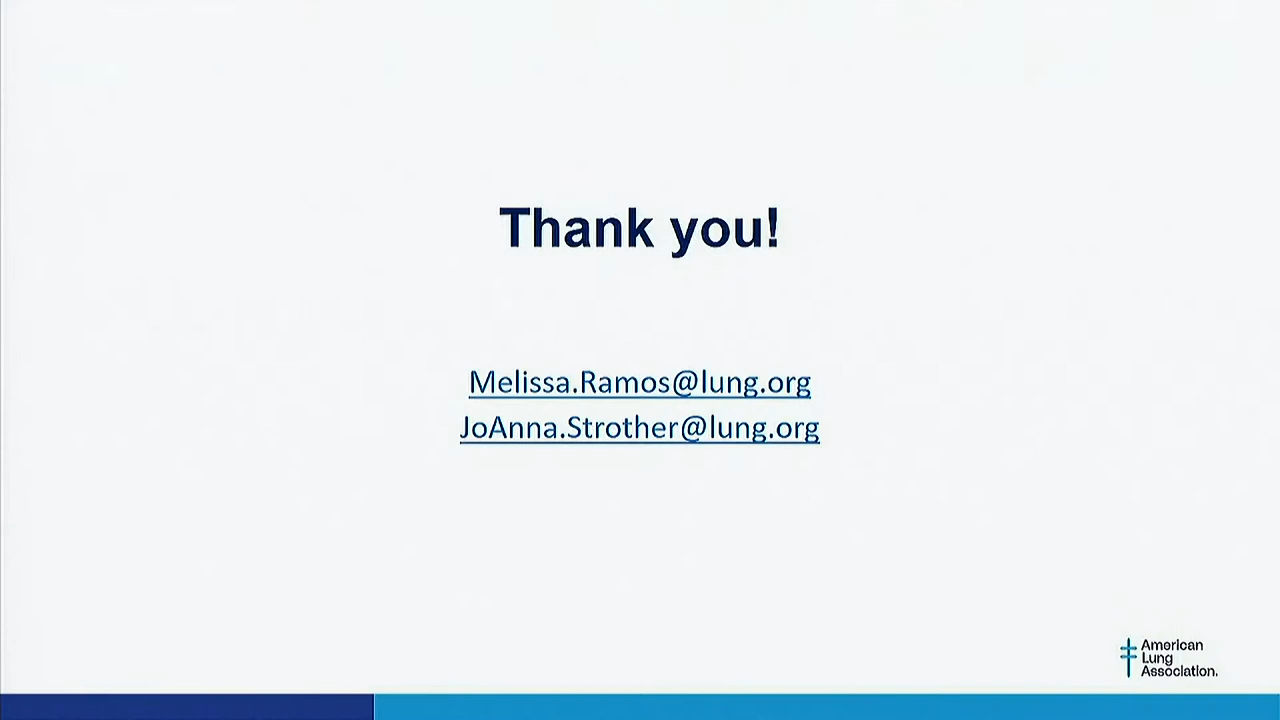 Thank you!
Melissa.Ramos@lung.org
JoAnna.Strother@lung.org
American
Lung
Association.